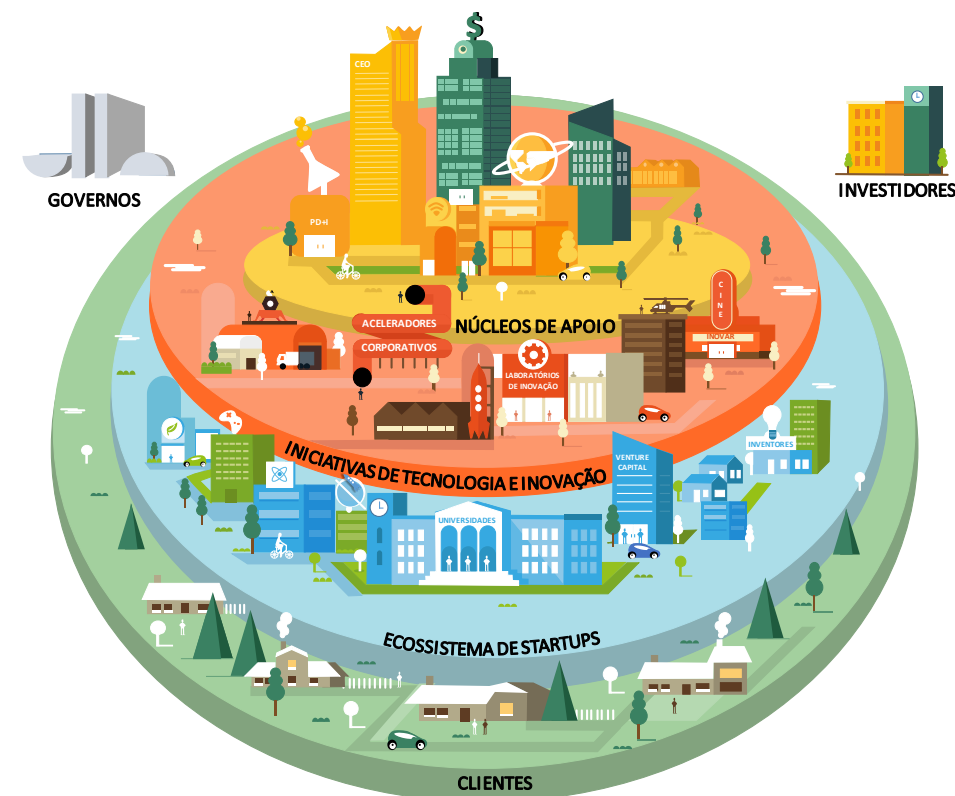 $
CEO
GOVERNOS
INVESTIDORES
PD+I
CINE
ACELERADORES
NÚCLEOS DE APOIO
INOVAR
CORPORATIVOS
LABORATÓRIOS
DE INOVAÇÃO
INVENTORES
INICIATIVAS DE TECNOLOGIA E INOVAÇÃO
VENTURE
CAPITAL
UNIVERSIDADES
ECOSSISTEMA DE STARTUPS
CLIENTES